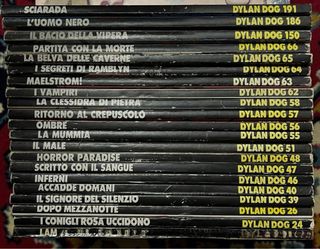 SCIARADA DYLAN DOG 191
L'UOMO NERO DYLAN DOG 186
IL BACIO DELLA VIPERA DYLAN DOG 150
PARTITA CON LA MORTE DYLAN DOG 66
LA BELVA DELLE CAVERNE DYLAN DOG 65
I SEGRETI DI RAMBLYN DYLAN DOG 64
MAELSTROM! DYLAN DOG 63
I VAMPIRI DYLAN DOG 62
LA CLESSIDRA DI PIETRA DYLAN DOG 58
RITORNO AL CREPUSCOLO DYLAN DOG 57
OMBRE DYLAN DOG 56
LA MUMMIA DYLAN DOG 55
IL MALE DYLAN DOG 51
HORROR PARADISE DYLAN DOG 48
SCRITTO CON IL SANGUE DYLAN DOG 47
INFERNI DYLAN DOG 46
ACCADDE DOMANI DYLAN DOG 40
IL SIGNORE DEL SILENZIO DYLAN DOG 39
DOPO MEZZANOTTE DYLAN DOG 26
I CONIGLI ROSA UCCIDONO DYLAN DOG 24